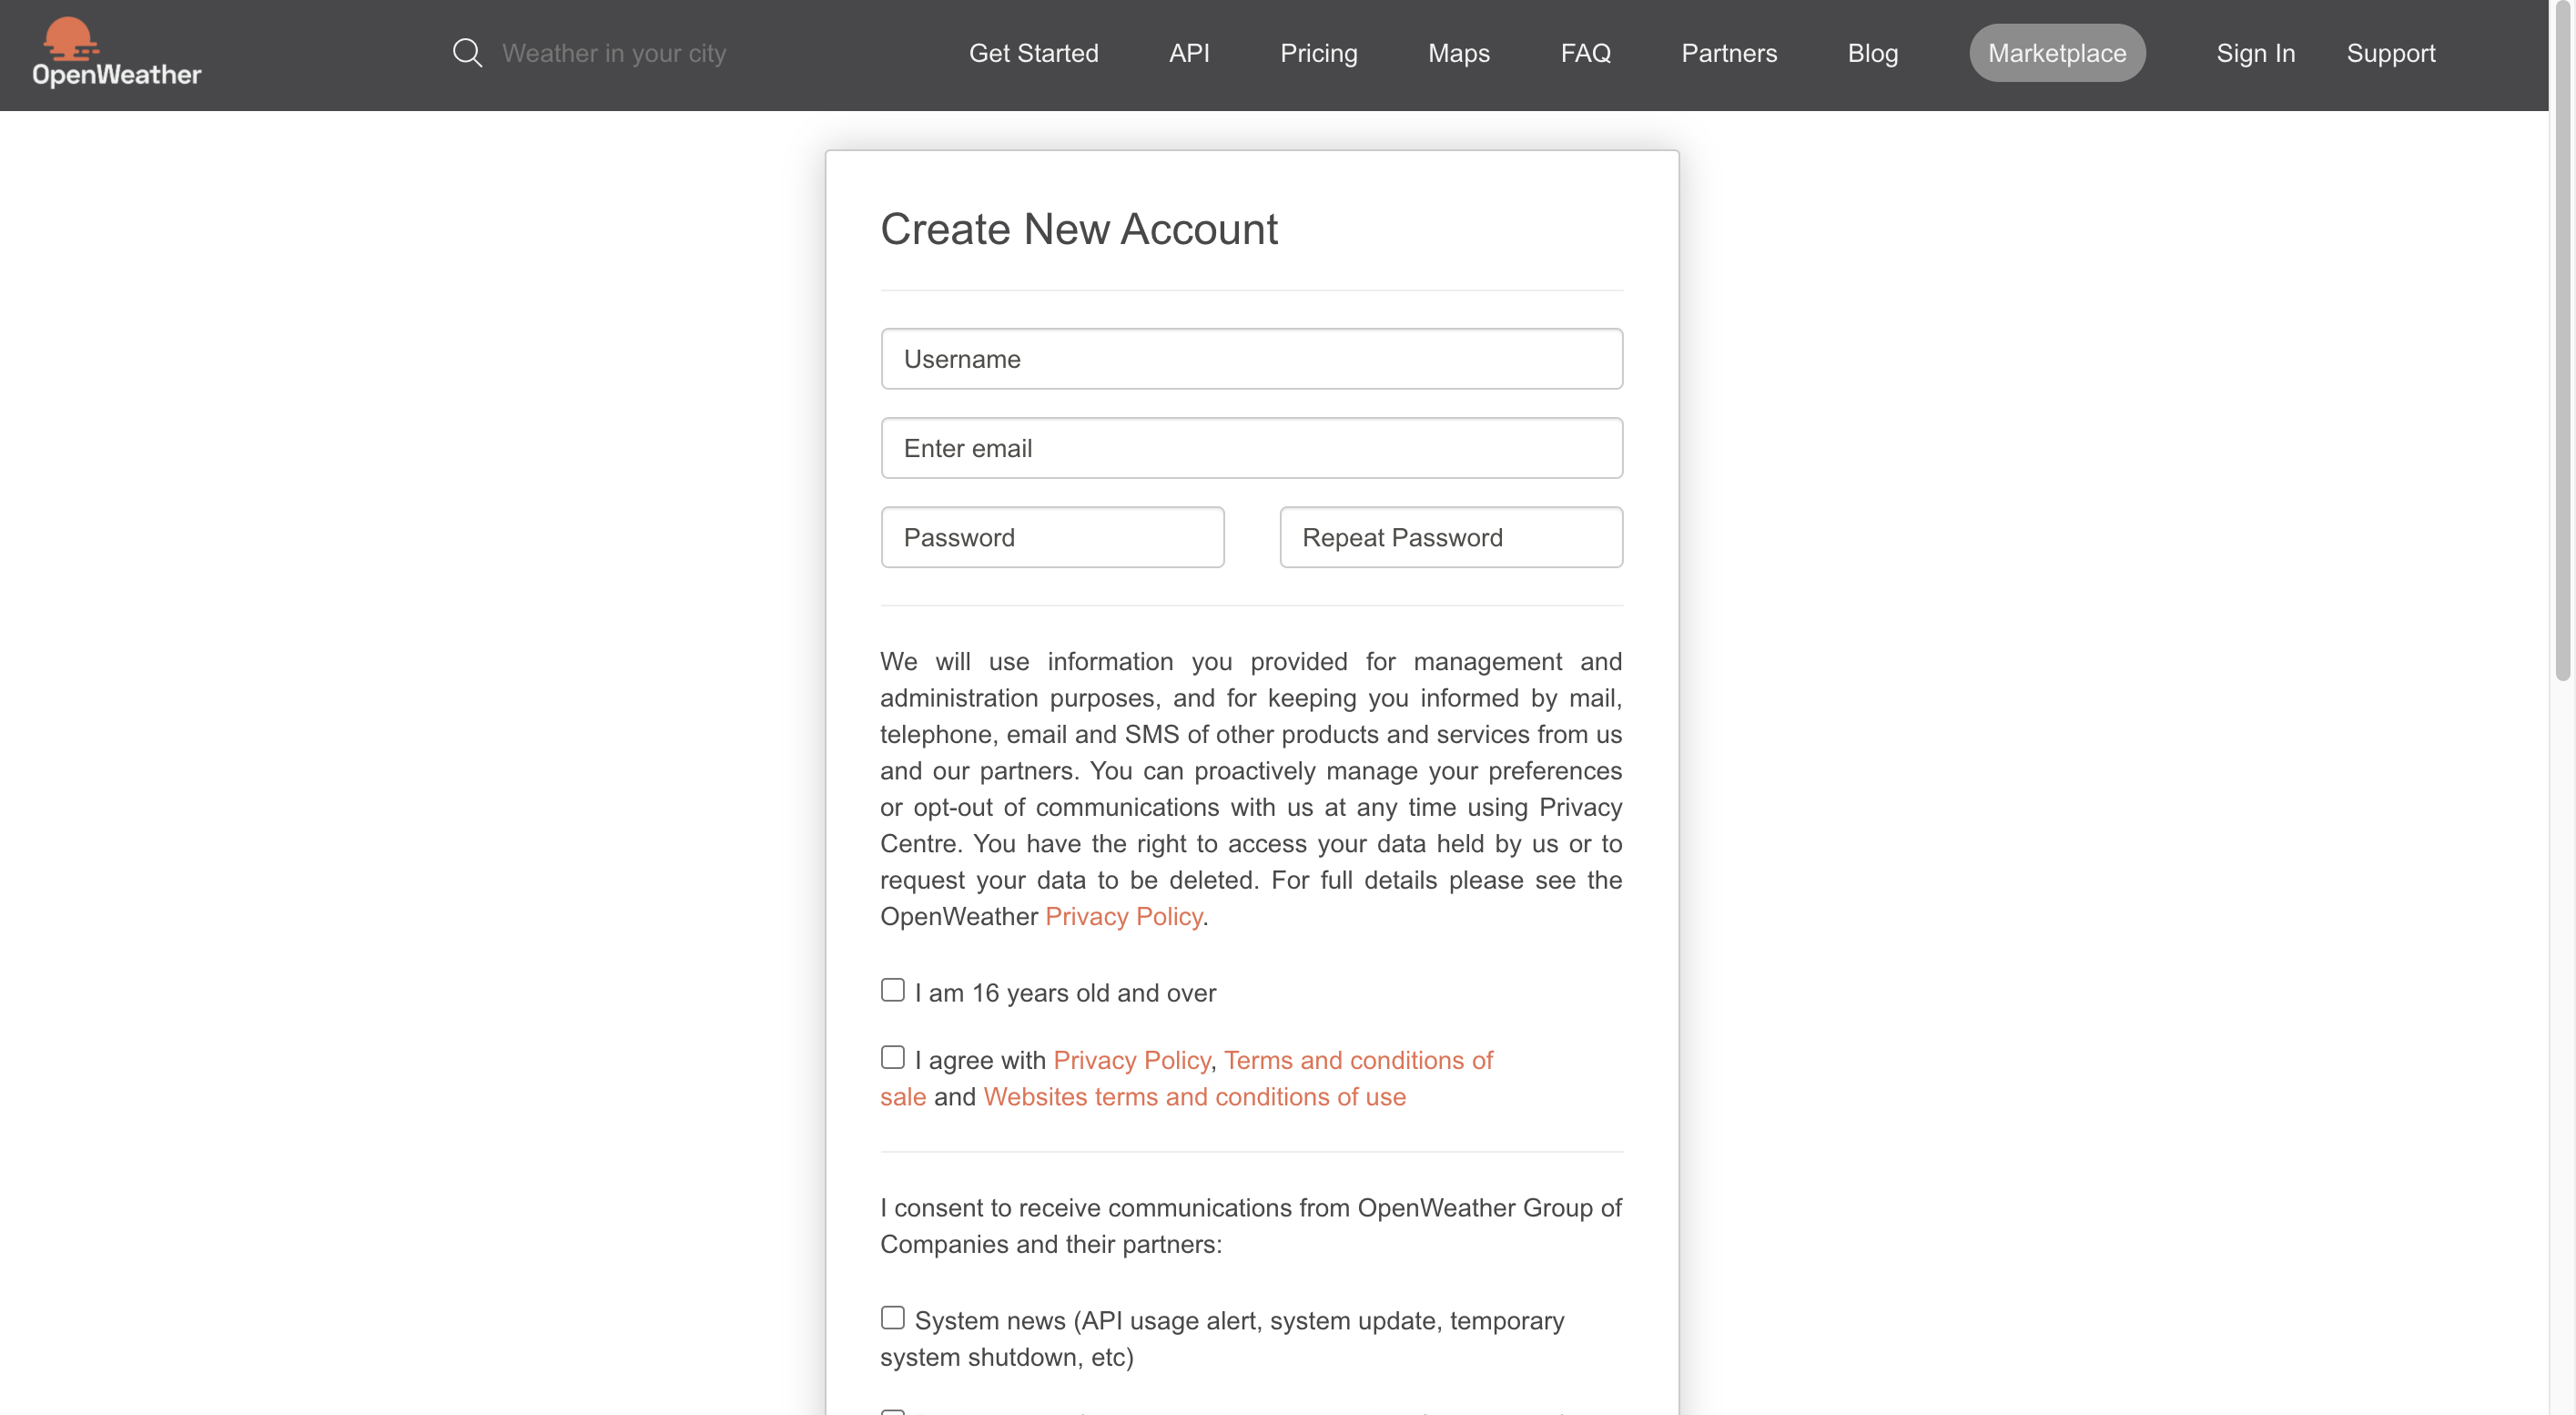 OpenWeather
Weather in your city
Get Started
API
Pricing
Maps
FAQ
Partners
Blog
Marketplace
Sign In
Support
Create New Account
Username
Enter email
Password
Repeat Password
We will use information you provided for management and
administration purposes, and for keeping you informed by mail,
telephone, email and SMS of other products and services from us
and our partners. You can proactively manage your preferences
or opt-out of communications with us at any time using Privacy
Centre. You have the right to access your data held by us or to
request your data to be deleted. For full details please see the
OpenWeather Privacy Policy.
I am 16 years old and over
I agree with Privacy Policy, Terms and conditions of
sale and Websites terms and conditions of use
I consent to receive communications from OpenWeather Group of
Companies and their partners:
System news (API usage alert, system update, temporary
system shutdown, etc)